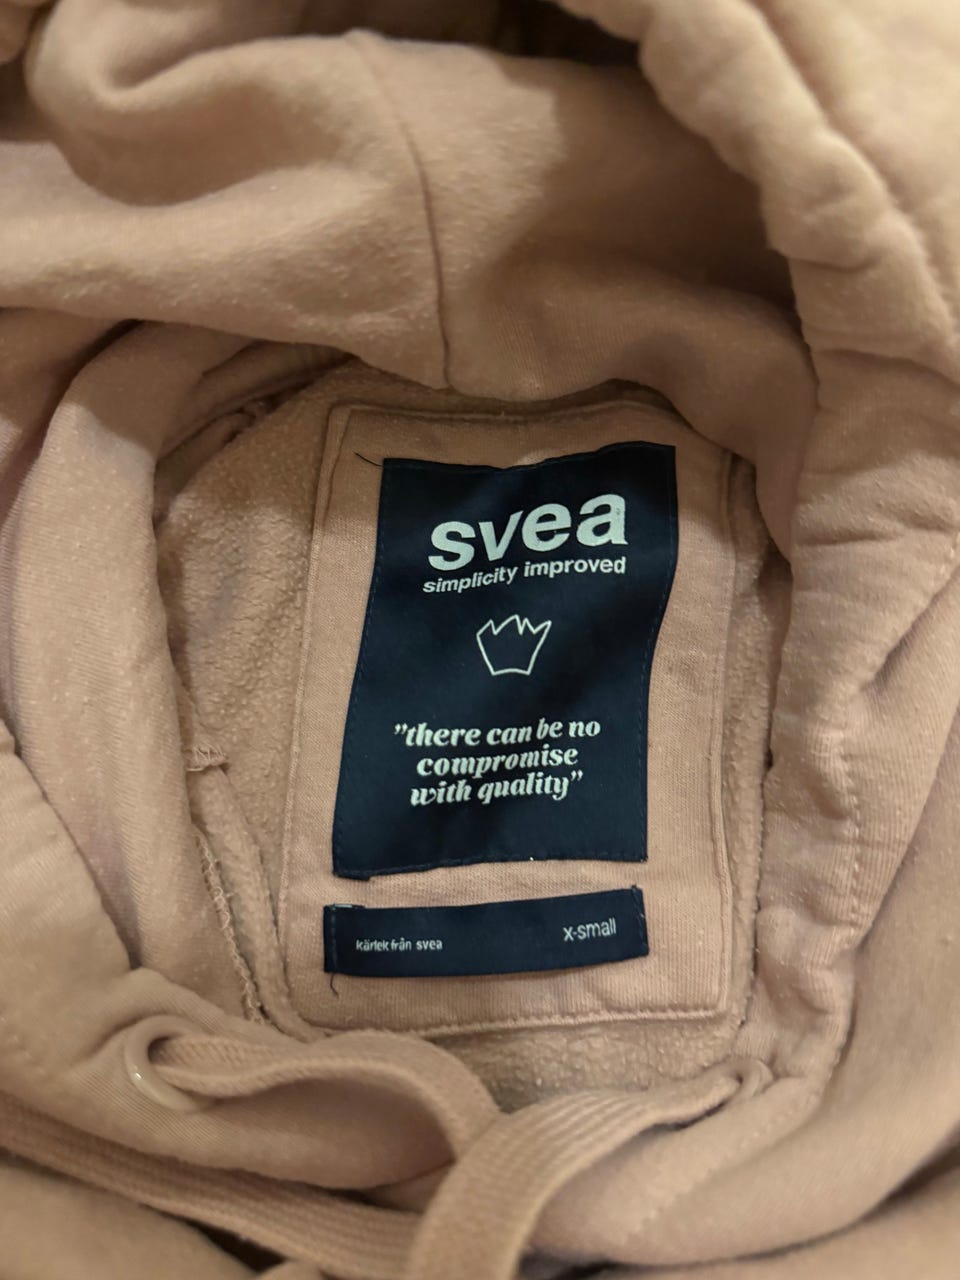 svea
simplicity improved
”there can be no
compromise
with quality”
kärlek från svea
x-small